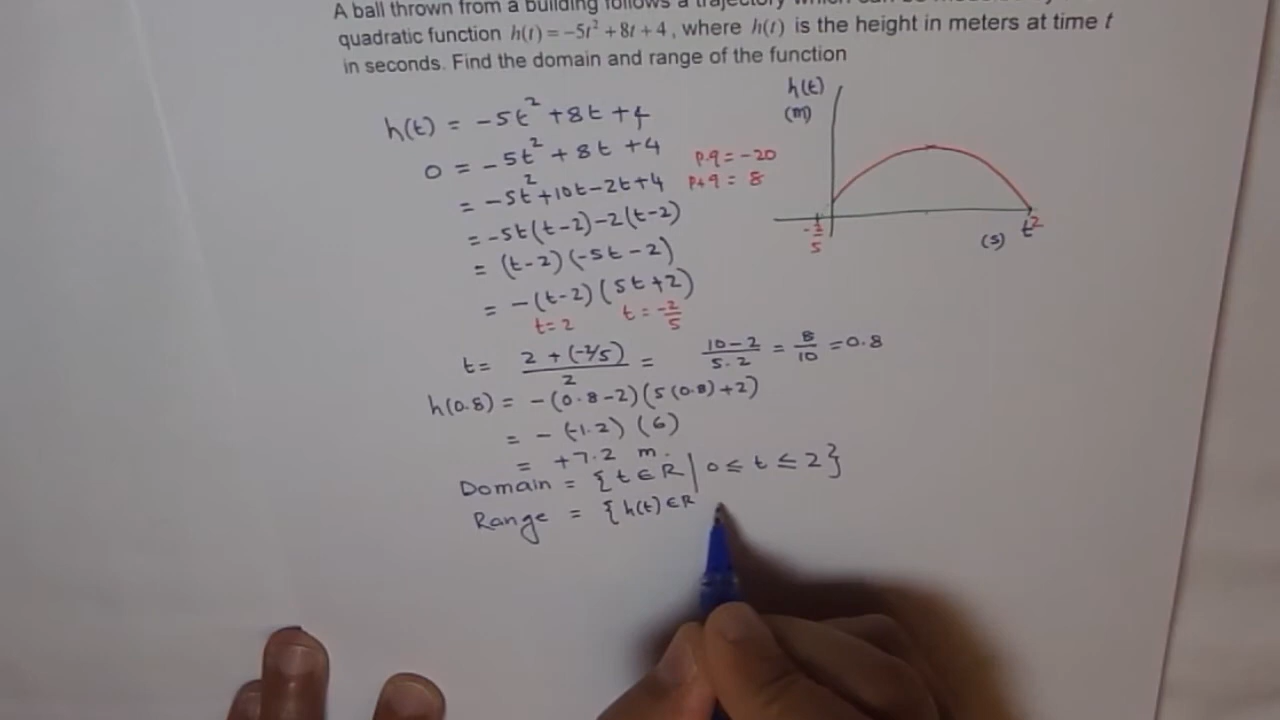 A ball thrown from a building follows a trajectory which can be
quadratic function h(t) = −5t² + 8t + 4 , where h(t) is the height in meters at time t
in seconds. Find the domain and range of the function
h(t) = -5t² + 8t + 4
0 = -5t² + 8t + 4
p.q = -20
= -5t² + 10t - 2t + 4
p+q = 8
= -5t(t-2) - 2(t-2)
= (t-2)(-5t-2)
= -(t-2)(5t+2)
t=2 t = -2/5
t = 2 + (-2/5) / 2 = 10-2 / 5.2 = 8/10 = 0.8
h(0.8) = -(0.8-2)(5(0.8)+2)
= -(-1.2)(6)
= +7.2 m.
Domain = {t ∈ R | 0 ≤ t ≤ 2}
Range = {h(t) ∈ R
h(t)
(m)
-2/5
(s) t 2